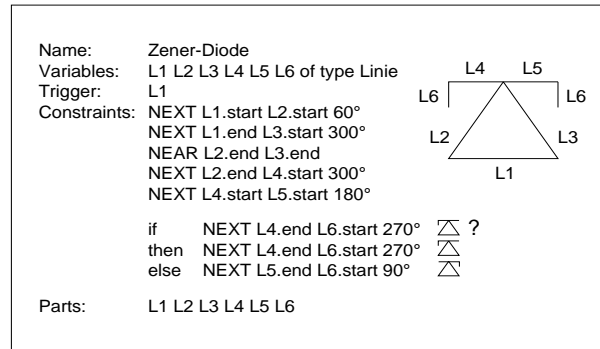 Name: Zener-Diode
Variables: L1 L2 L3 L4 L5 L6 of type Linie
Trigger: L1
Constraints: NEXT L1.start L2.start 60°
NEXT L1.end L3.start 300°
NEAR L2.end L3.end
NEXT L2.end L4.start 300°
NEXT L4.start L5.start 180°
if NEXT L4.end L6.start 270° ?
then NEXT L4.end L6.start 270°
else NEXT L5.end L6.start 90°
Parts: L1 L2 L3 L4 L5 L6
L4 L5
L6 L6
L2 L3
L1